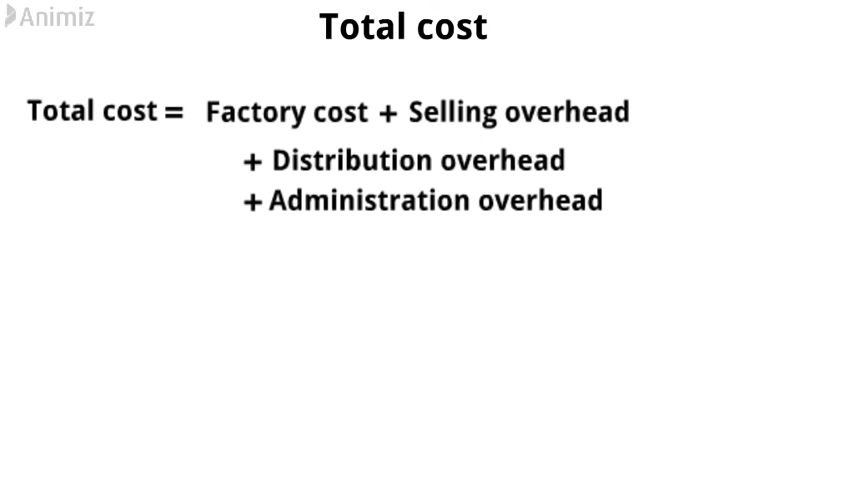 Animiz
Total cost
Total cost = Factory cost + Selling overhead
+ Distribution overhead
+ Administration overhead